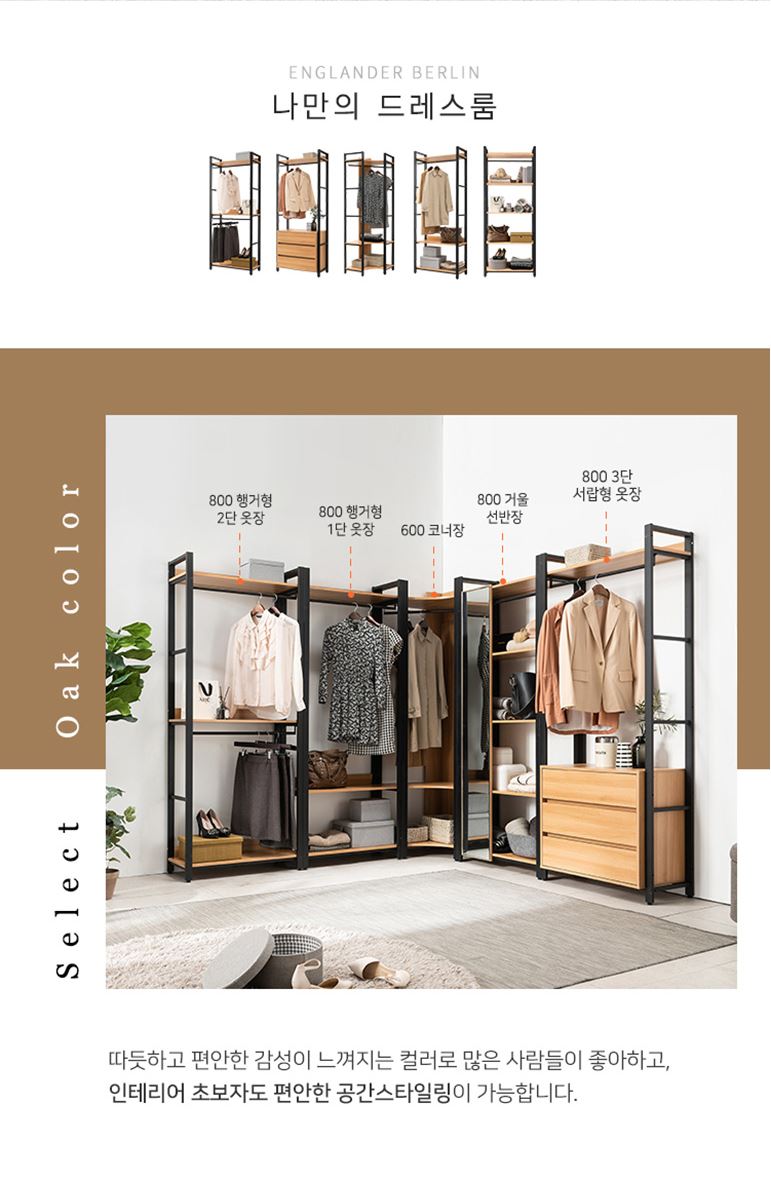 ENGLANDER BERLIN
나만의 드레스룸
800 행거형
2단 옷장
800 행거형
1단 옷장
600 코너장
800 거울
선반장
800 3단
서랍형 옷장
Select Oak color
따듯하고 편안한 감성이 느껴지는 컬러로 많은 사람들이 좋아하고,
인테리어 초보자도 편안한 공간스타일링이 가능합니다.